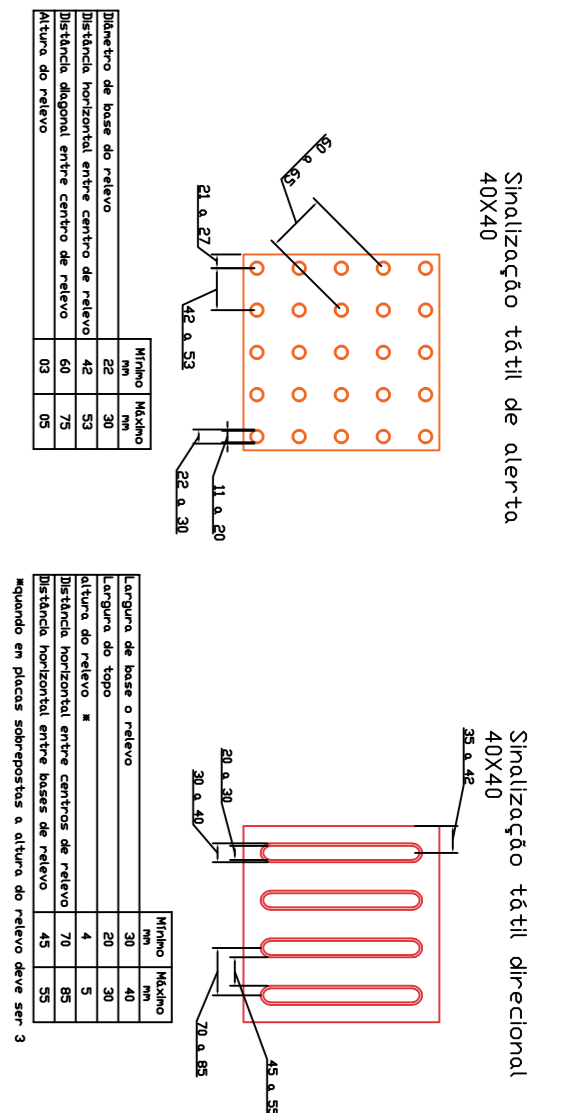 Sinalização tátil de alerta
40X40
60 a 65
21 a 27
42 a 53
11 a 20
22 a 30
Mínimo mm Máximo mm
Diâmetro de base do relevo 22 30
Distância horizontal entre centro de relevo 42 53
Distância diagonal entre centro de relevo 60 75
Altura do relevo 03 05
Sinalização tátil direcional
40X40
35 a 42
20 a 30
30 a 40
45 a 55
70 a 85
Mínimo mm Máximo mm
Largura de base o relevo 30 40
Largura do topo 20 30
altura do relevo * 4 5
Distância horizontal entre centros de relevo 70 85
Distância horizontal entre bases de relevo 45 55
*quando em placas sobrepostas a altura do relevo deve ser 3